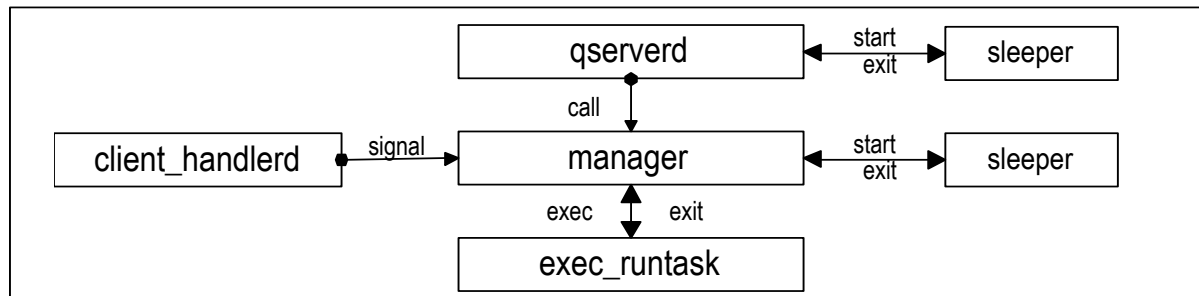 qserverd
start
exit
sleeper
call
client_handlerd
signal
manager
start
exit
sleeper
exec
exit
exec_runtask